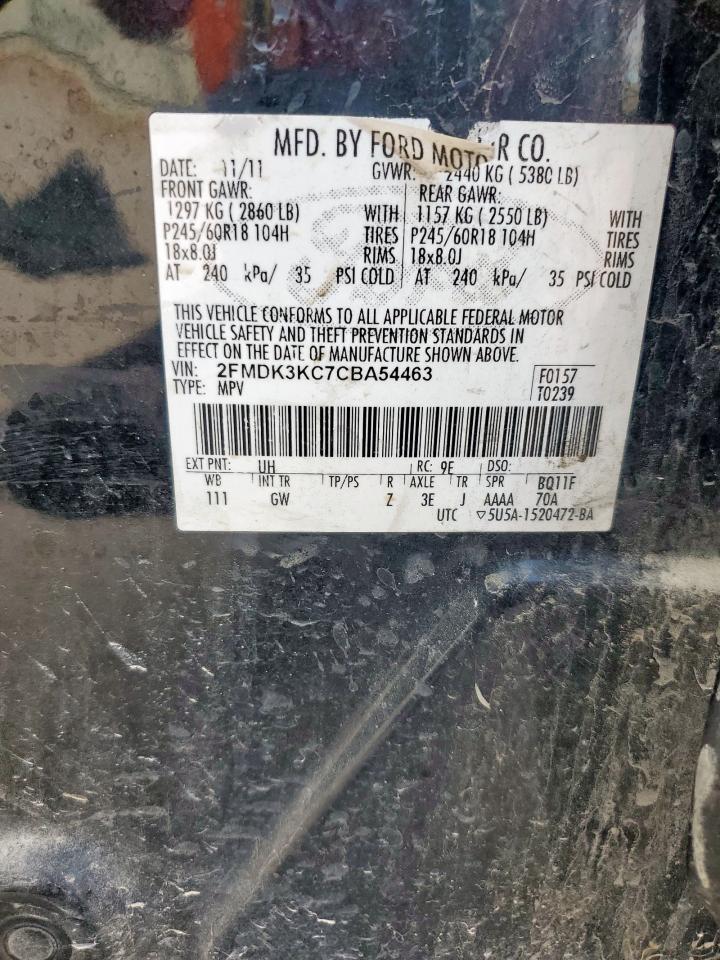 MFD. BY FORD MOTOR CO.
DATE: 11/11 GVWR: 2440 KG ( 5380 LB)
FRONT GAWR: REAR GAWR:
1297 KG ( 2860 LB) WITH 1157 KG ( 2550 LB) WITH
P245/60R18 104H TIRES P245/60R18 104H TIRES
18x8.0J RIMS 18x8.0J RIMS
AT 240 kPa/ 35 PSI COLD AT 240 kPa/ 35 PSI COLD
THIS VEHICLE CONFORMS TO ALL APPLICABLE FEDERAL MOTOR
VEHICLE SAFETY AND THEFT PREVENTION STANDARDS IN
EFFECT ON THE DATE OF MANUFACTURE SHOWN ABOVE.
VIN: 2FMDK3KC7CBA54463 F0157
TYPE: MPV T0239
EXT PNT: UH RC: 9E DSO:
WB INT TR TP/PS R AXLE TR SPR BQ11F
111 GW Z 3E J AAAA 70A
UTC ▽5U5A-1520472-BA